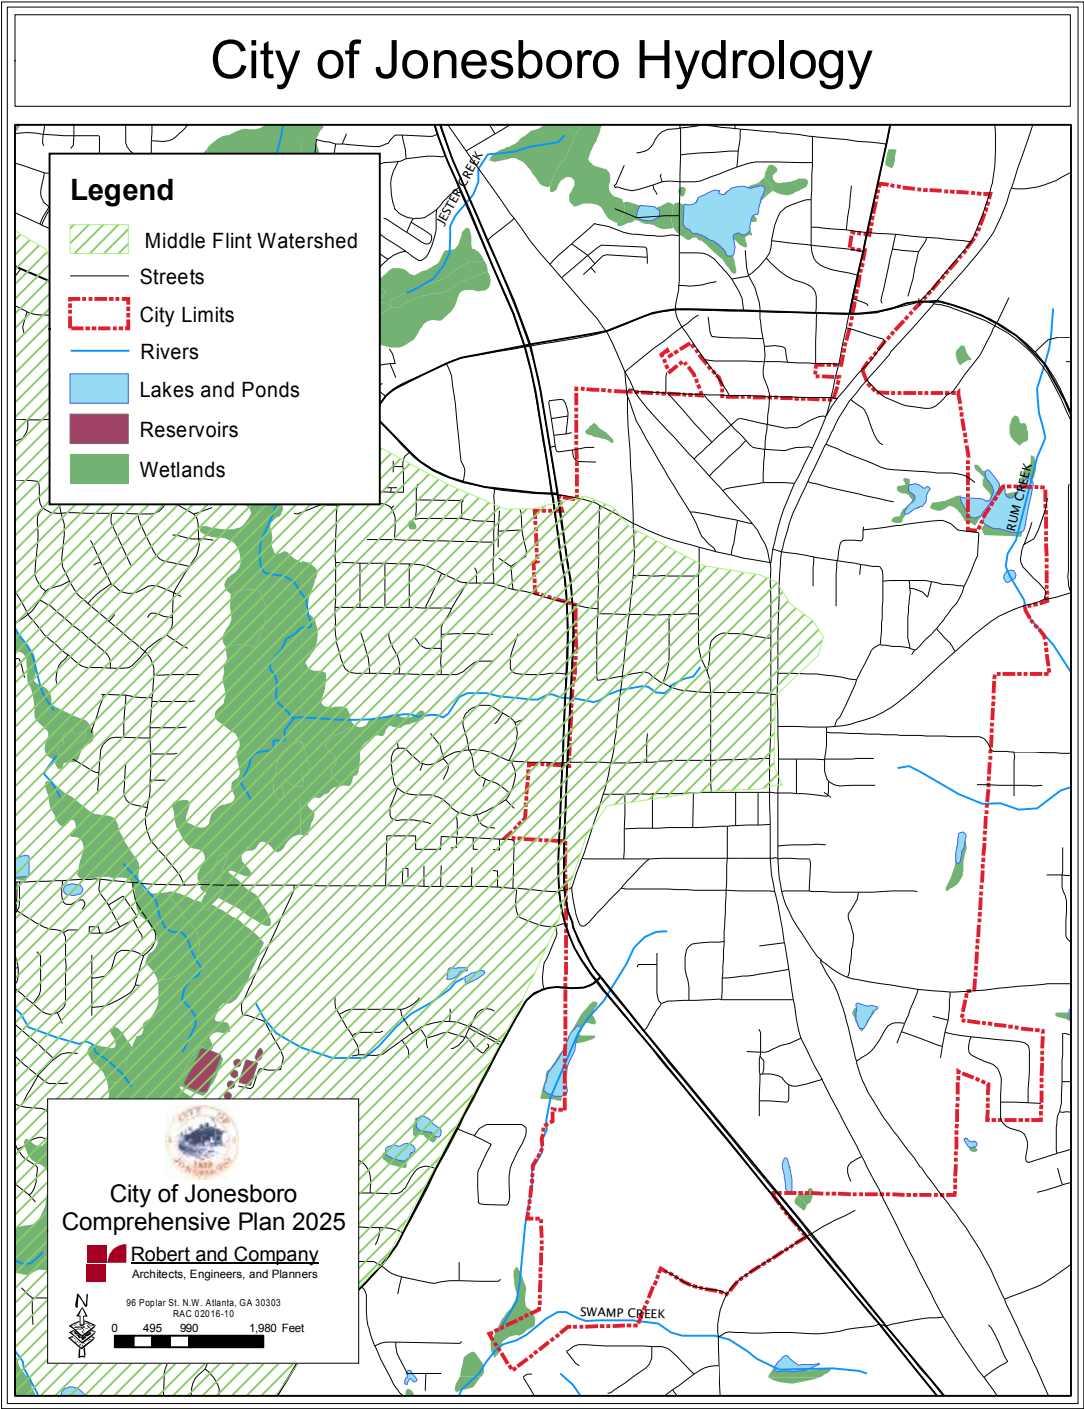 City of Jonesboro Hydrology
JESTER CREEK
Legend
Middle Flint Watershed
Streets
City Limits
Rivers
Lakes and Ponds
Reservoirs
Wetlands
RUM CREEK
City of Jonesboro
Comprehensive Plan 2025
Robert and Company
Architects, Engineers, and Planners
96 Poplar St. N.W. Atlanta, GA 30303
RAC 02016-10
N
0 495 990 1,980 Feet
SWAMP CREEK